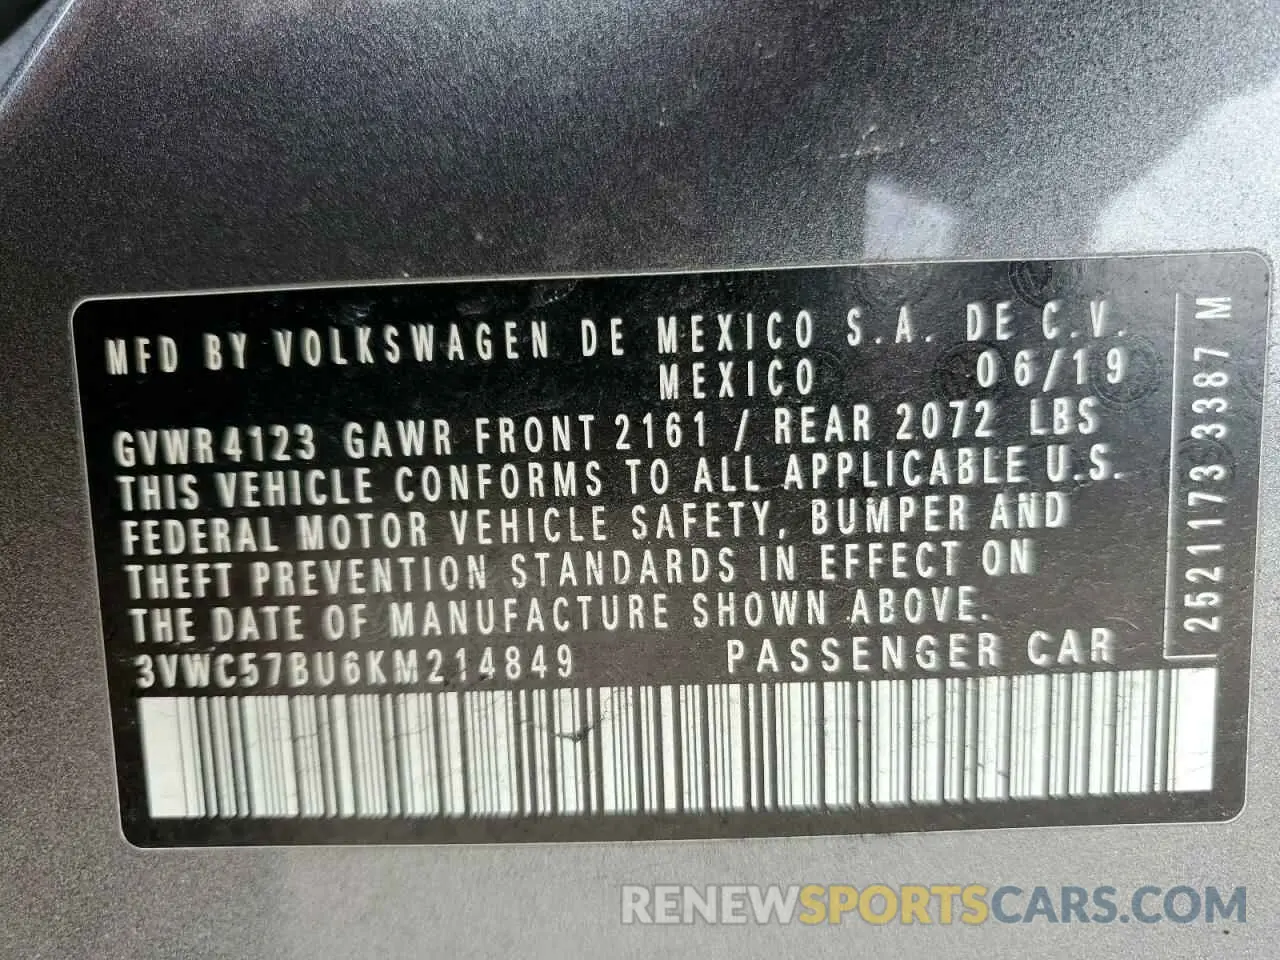 MFD BY VOLKSWAGEN DE MEXICO S.A. DE C.V.
MEXICO 06/19
GVWR4123 GAWR FRONT 2161 / REAR 2072 LBS
THIS VEHICLE CONFORMS TO ALL APPLICABLE U.S.
FEDERAL MOTOR VEHICLE SAFETY, BUMPER AND
THEFT PREVENTION STANDARDS IN EFFECT ON
THE DATE OF MANUFACTURE SHOWN ABOVE.
3VWC57BU6KM214849 PASSENGER CAR
2521173 3387 M
RENEWSPORTSCARS.COM